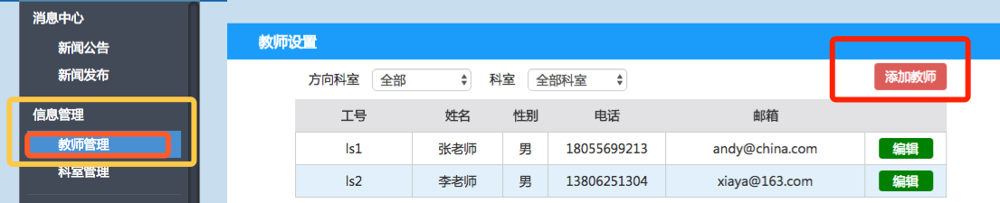 消息中心
新闻公告
新闻发布
信息管理
教师管理
科室管理
教师设置
方向科室 全部 科室 全部科室 添加教师
工号 姓名 性别 电话 邮箱
ls1 张老师 男 18055699213 andy@china.com 编辑
ls2 李老师 男 13806251304 xiaya@163.com 编辑